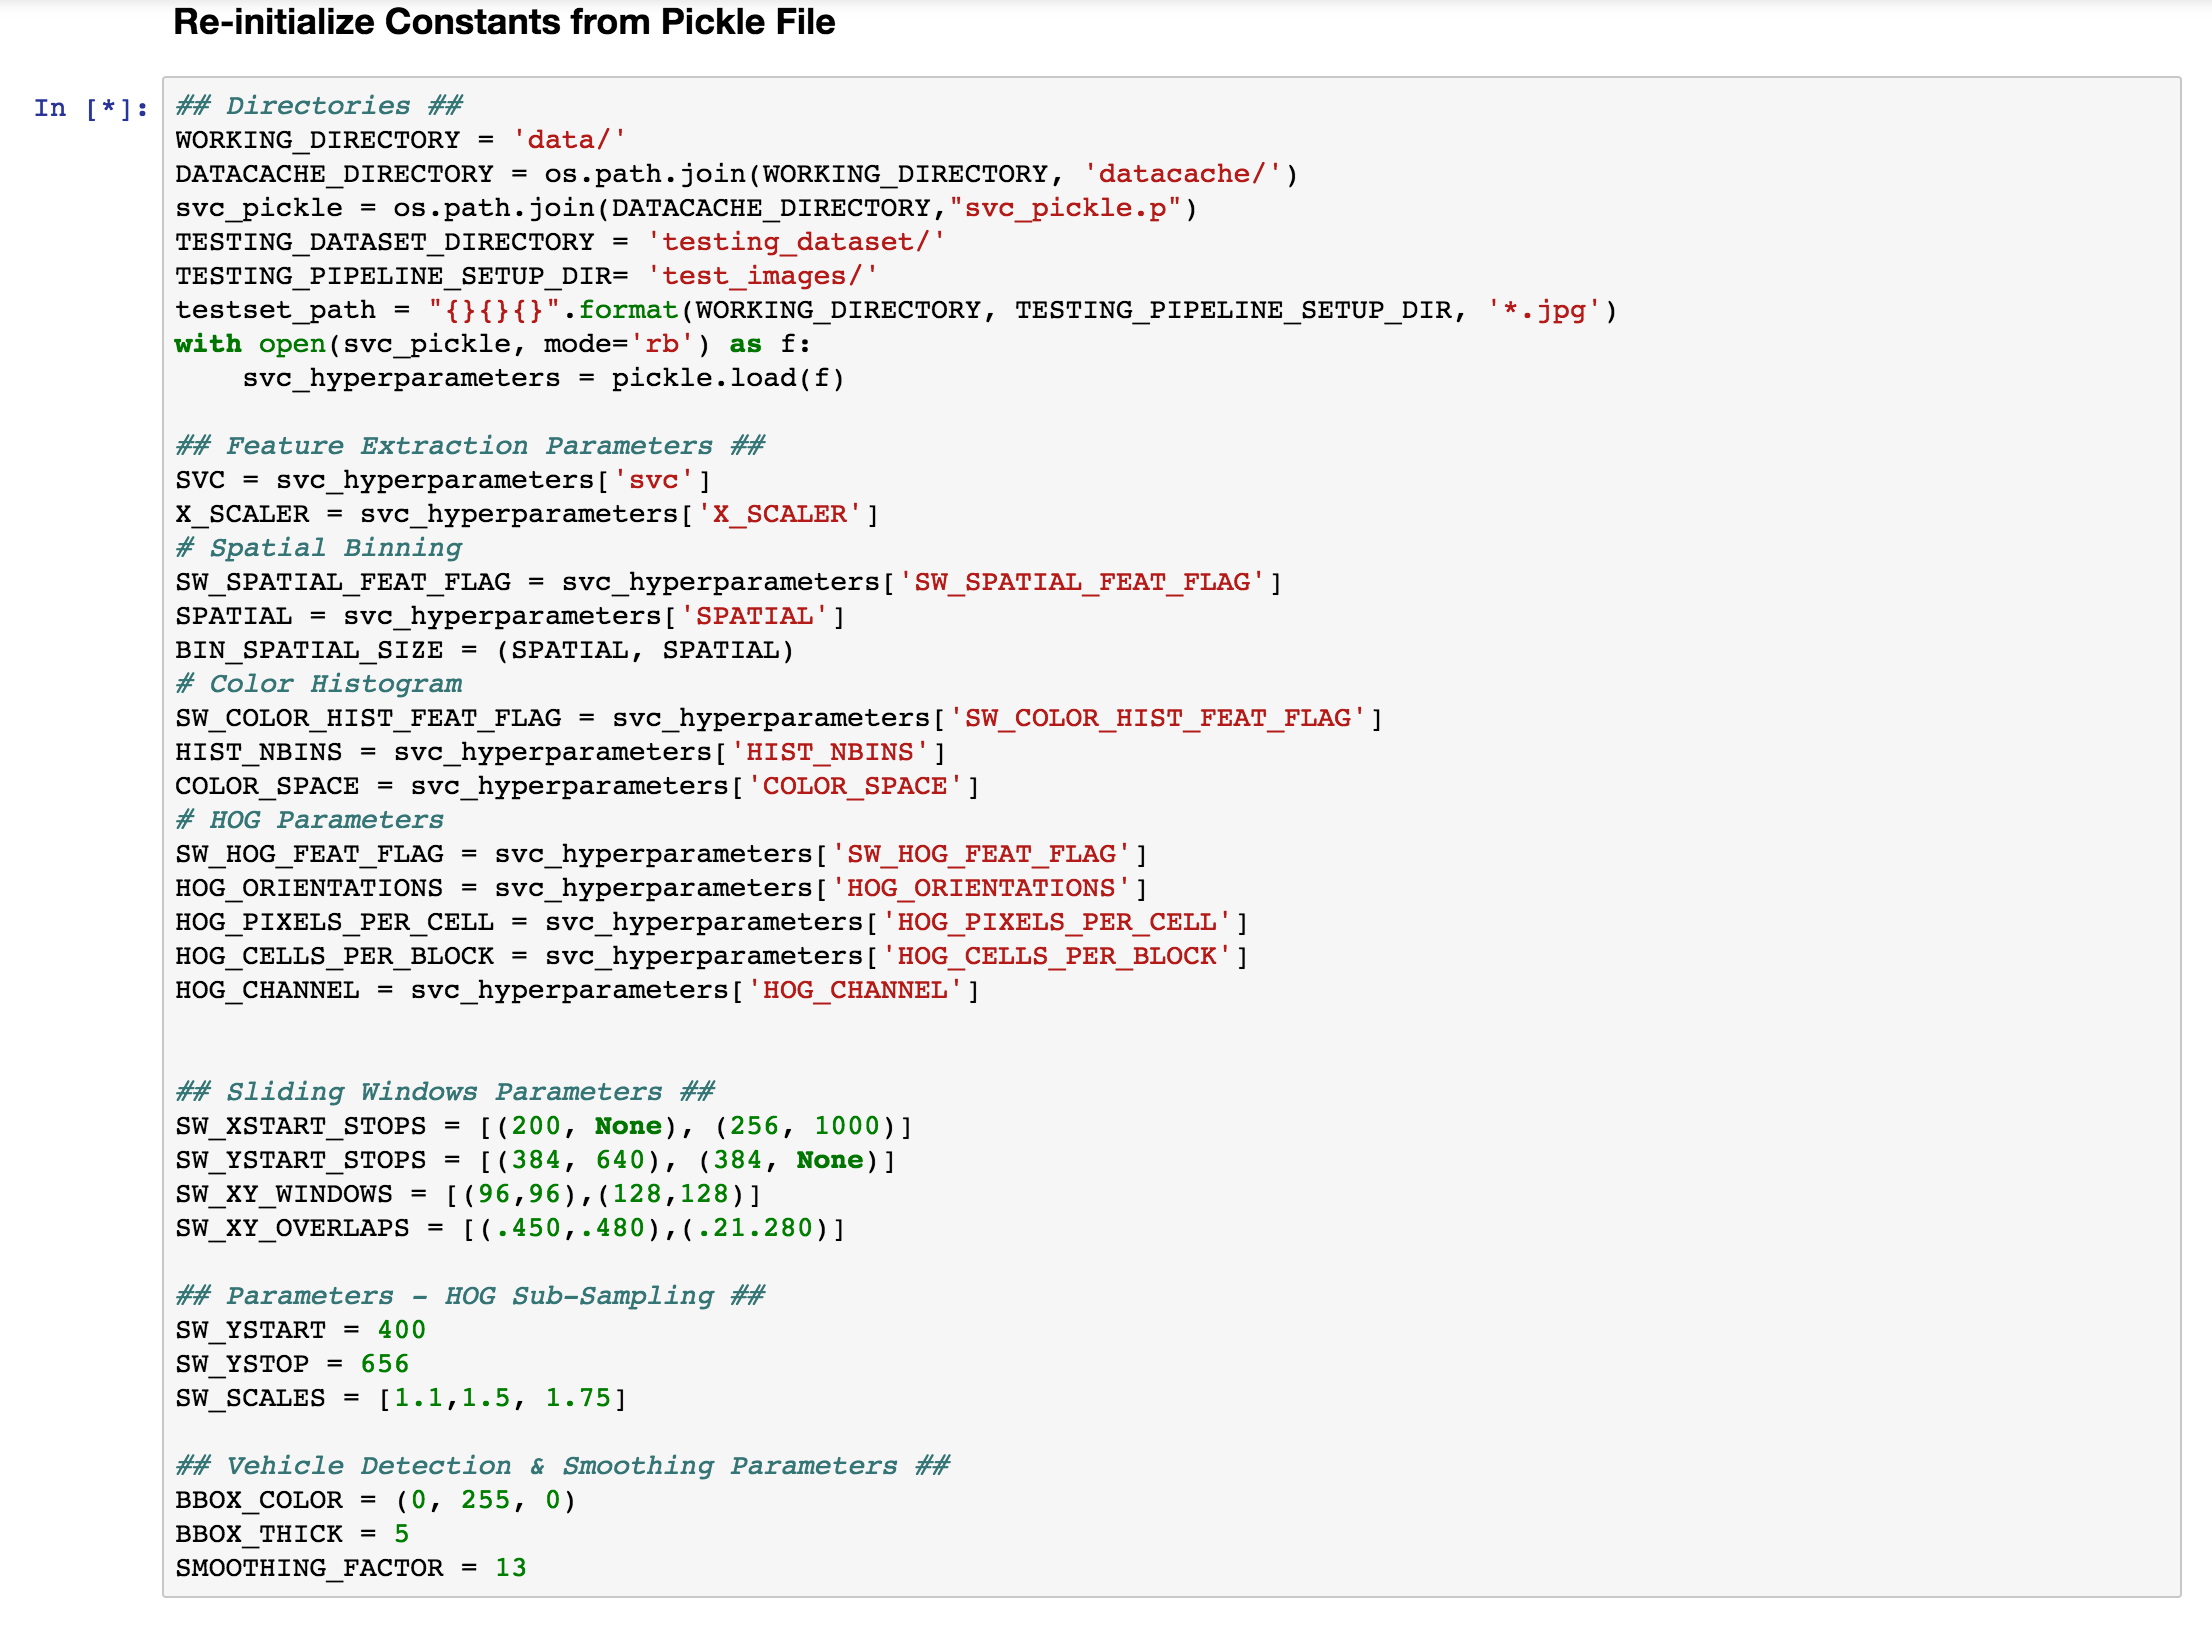 Re-initialize Constants from Pickle File
In [*]:
## Directories ##
WORKING_DIRECTORY = 'data/'
DATACACHE_DIRECTORY = os.path.join(WORKING_DIRECTORY, 'datacache/')
svc_pickle = os.path.join(DATACACHE_DIRECTORY,"svc_pickle.p")
TESTING_DATASET_DIRECTORY = 'testing_dataset/'
TESTING_PIPELINE_SETUP_DIR= 'test_images/'
testset_path = "{}{}{}".format(WORKING_DIRECTORY, TESTING_PIPELINE_SETUP_DIR, '*.jpg')
with open(svc_pickle, mode='rb') as f:
    svc_hyperparameters = pickle.load(f)

## Feature Extraction Parameters ##
SVC = svc_hyperparameters['svc']
X_SCALER = svc_hyperparameters['X_SCALER']
# Spatial Binning
SW_SPATIAL_FEAT_FLAG = svc_hyperparameters['SW_SPATIAL_FEAT_FLAG']
SPATIAL = svc_hyperparameters['SPATIAL']
BIN_SPATIAL_SIZE = (SPATIAL, SPATIAL)
# Color Histogram
SW_COLOR_HIST_FEAT_FLAG = svc_hyperparameters['SW_COLOR_HIST_FEAT_FLAG']
HIST_NBINS = svc_hyperparameters['HIST_NBINS']
COLOR_SPACE = svc_hyperparameters['COLOR_SPACE']
# HOG Parameters
SW_HOG_FEAT_FLAG = svc_hyperparameters['SW_HOG_FEAT_FLAG']
HOG_ORIENTATIONS = svc_hyperparameters['HOG_ORIENTATIONS']
HOG_PIXELS_PER_CELL = svc_hyperparameters['HOG_PIXELS_PER_CELL']
HOG_CELLS_PER_BLOCK = svc_hyperparameters['HOG_CELLS_PER_BLOCK']
HOG_CHANNEL = svc_hyperparameters['HOG_CHANNEL']

## Sliding Windows Parameters ##
SW_XSTART_STOPS = [(200, None), (256, 1000)]
SW_YSTART_STOPS = [(384, 640), (384, None)]
SW_XY_WINDOWS = [(96,96),(128,128)]
SW_XY_OVERLAPS = [(.450,.480),(.21.280)]

## Parameters - HOG Sub-Sampling ##
SW_YSTART = 400
SW_YSTOP = 656
SW_SCALES = [1.1,1.5, 1.75]

## Vehicle Detection & Smoothing Parameters ##
BBOX_COLOR = (0, 255, 0)
BBOX_THICK = 5
SMOOTHING_FACTOR = 13